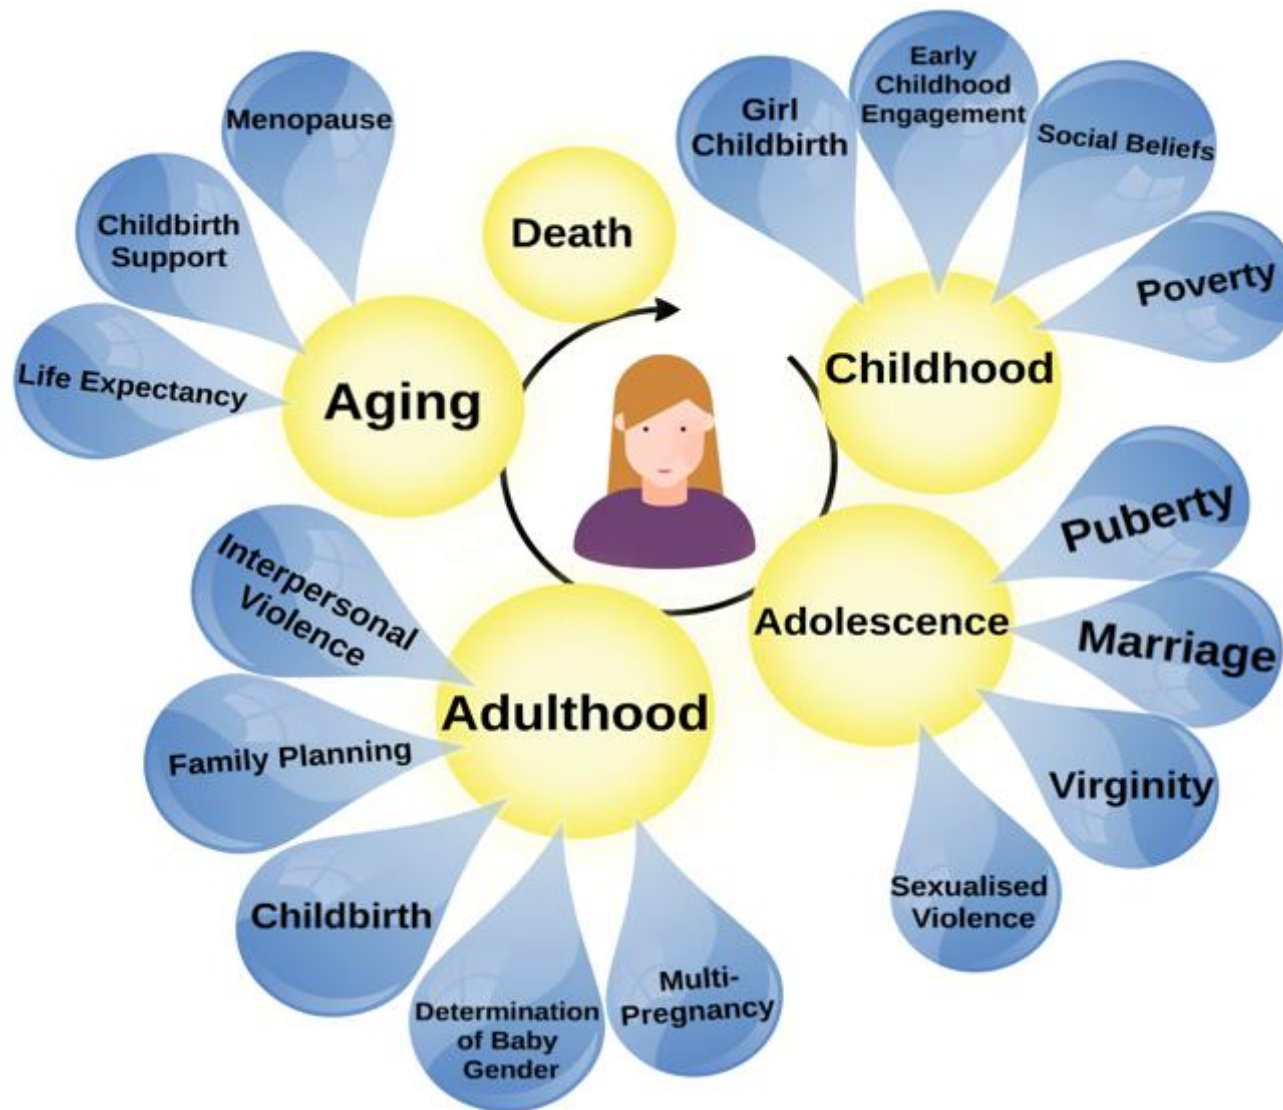 Menopause
Childbirth
Support
Life Expectancy
Aging
Death
Girl
Childbirth
Early
Childhood
Engagement
Social Beliefs
Poverty
Childhood
Puberty
Marriage
Virginity
Sexualised
Violence
Adolescence
Interpersonal
Violence
Family Planning
Childbirth
Determination
of Baby
Gender
Multi-
Pregnancy
Adulthood